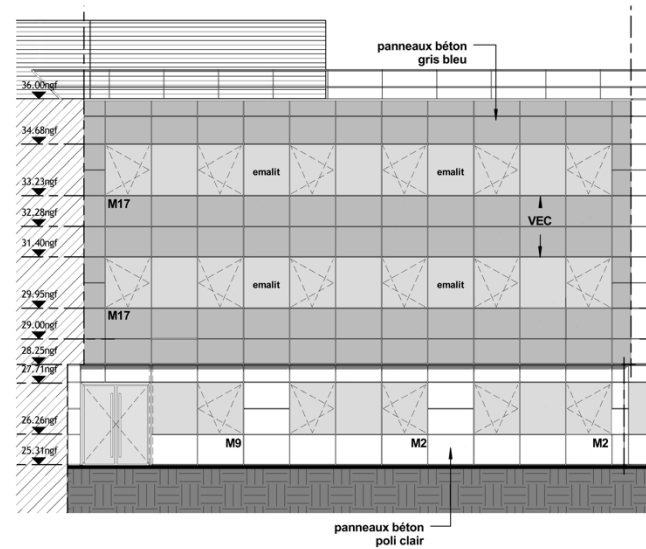 panneaux béton
gris bleu
36.00ngf
34.68ngf
emalit
emalit
33.23ngf
M17
32.28ngf
VEC
31.40ngf
emalit
emalit
29.95ngf
M17
29.00ngf
28.25ngf
27.71ngf
26.26ngf
M9
M2
M2
25.31ngf
panneaux béton
poli clair